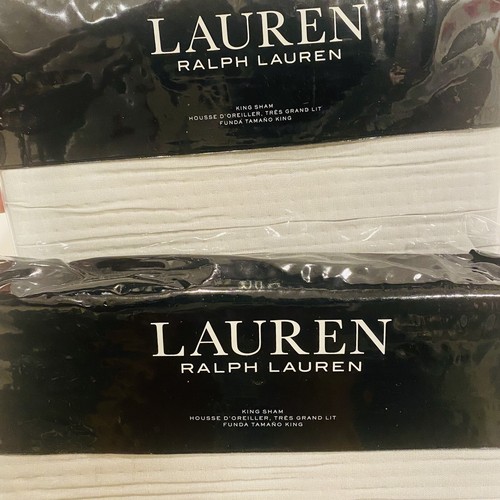 LAUREN
RALPH LAUREN
KING SHAM
HOUSSE D'OREILLER, TRÈS GRAND LIT
FUNDA TAMAÑO KING
LAUREN
RALPH LAUREN
KING SHAM
HOUSSE D'OREILLER, TRÈS GRAND LIT
FUNDA TAMAÑO KING